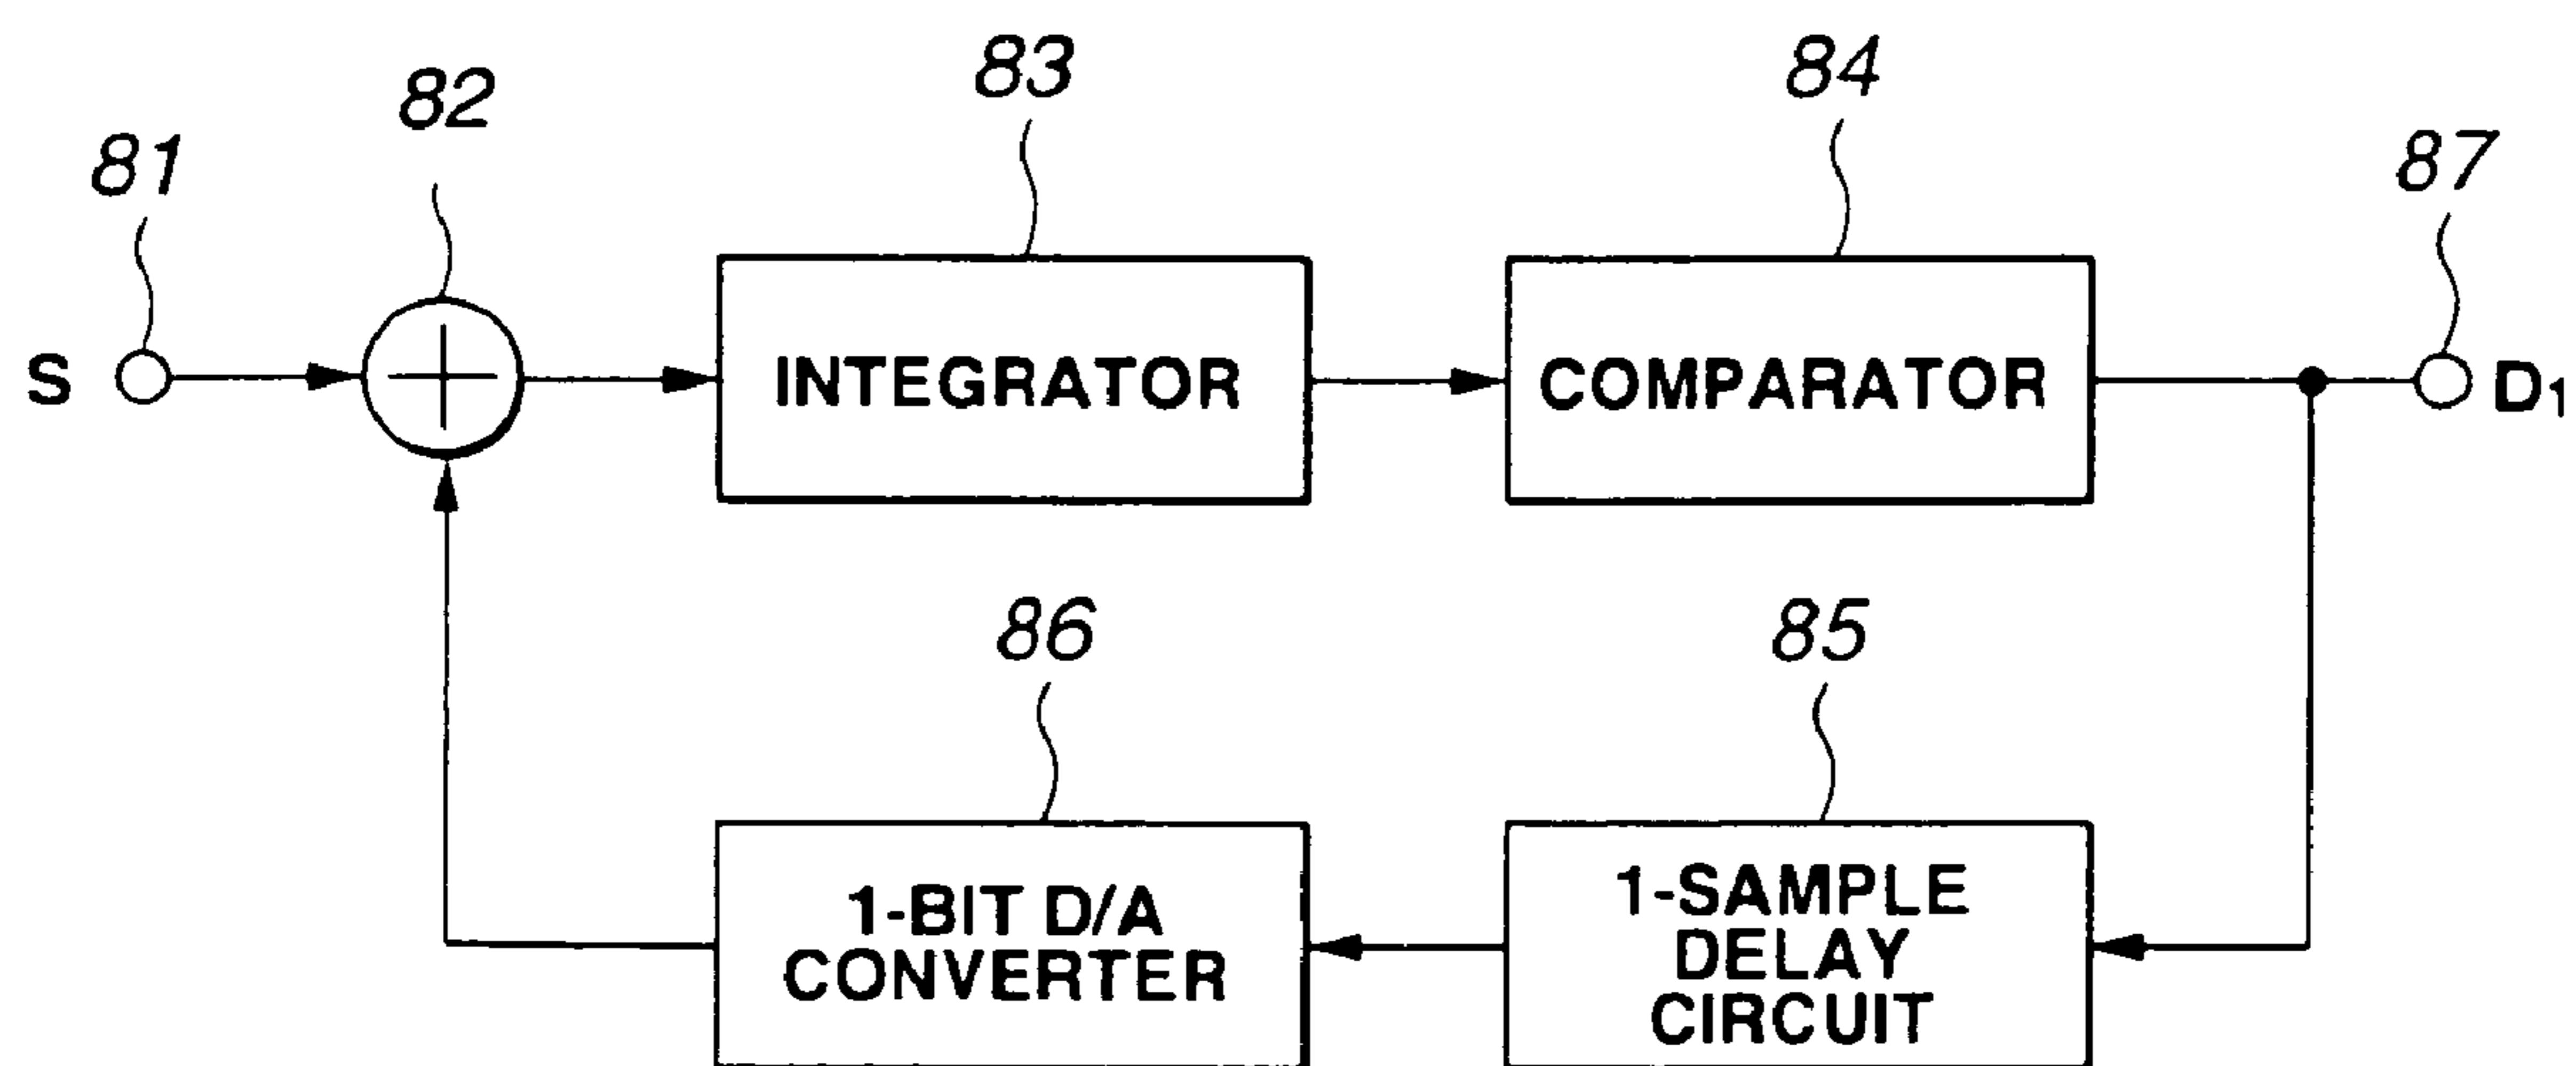 81
82
83
84
87
S
INTEGRATOR
COMPARATOR
D1
86
85
1-BIT D/A
CONVERTER
1-SAMPLE
DELAY
CIRCUIT